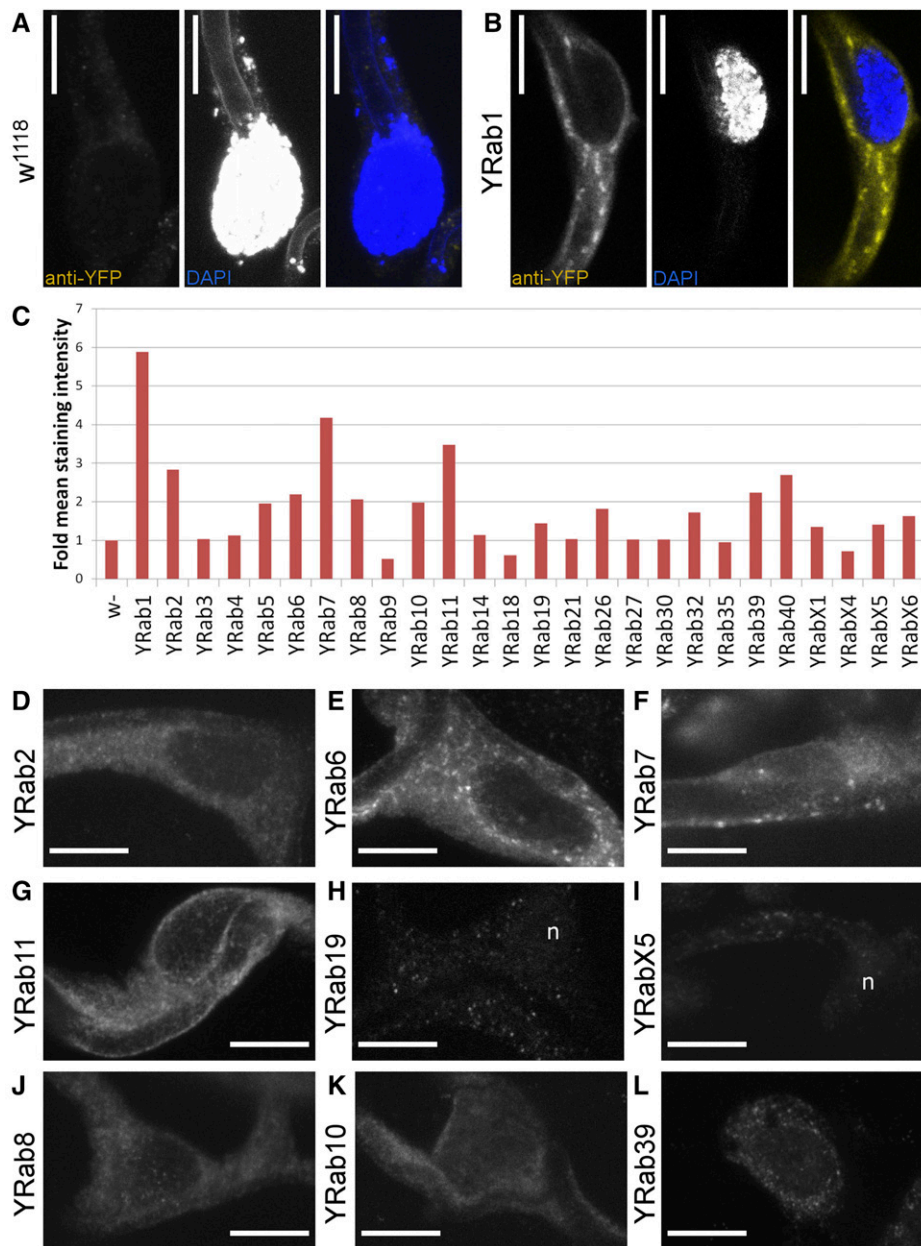 A
B
w1118
anti-YFP
DAPI
YRab1
anti-YFP
DAPI
C
Fold mean staining intensity
7
6
5
4
3
2
1
0
w-
YRab1
YRab2
YRab3
YRab4
YRab5
YRab6
YRab7
YRab8
YRab9
YRab10
YRab11
YRab14
YRab18
YRab19
YRab21
YRab26
YRab27
YRab30
YRab32
YRab35
YRab39
YRab40
YRabX1
YRabX4
YRabX5
YRabX6
D
YRab2
E
YRab6
F
YRab7
G
YRab11
H
YRab19
n
I
YRabX5
n
J
YRab8
K
YRab10
L
YRab39